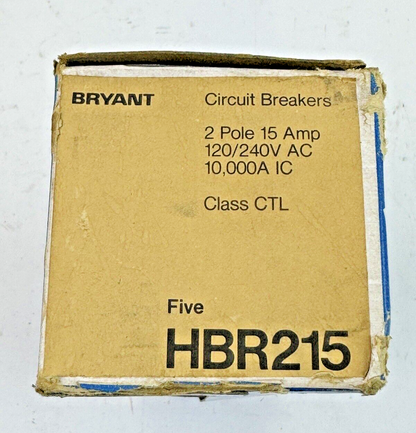 BRYANT
Circuit Breakers
2 Pole 15 Amp
120/240V AC
10,000A IC
Class CTL
Five
HBR215